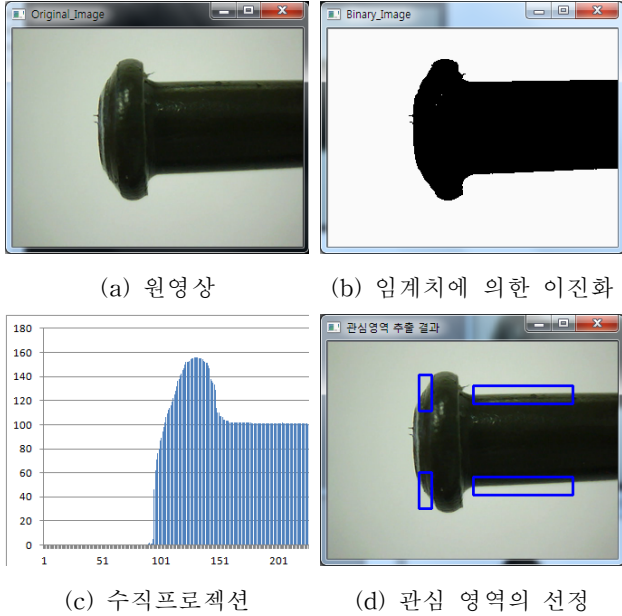 Original_Image
Binary_Image
(a) 원영상
(b) 임계치에 의한 이진화
180
160
140
120
100
80
60
40
20
0
1 51 101 151 201
관심영역 추출 결과
(c) 수직프로젝션
(d) 관심 영역의 선정